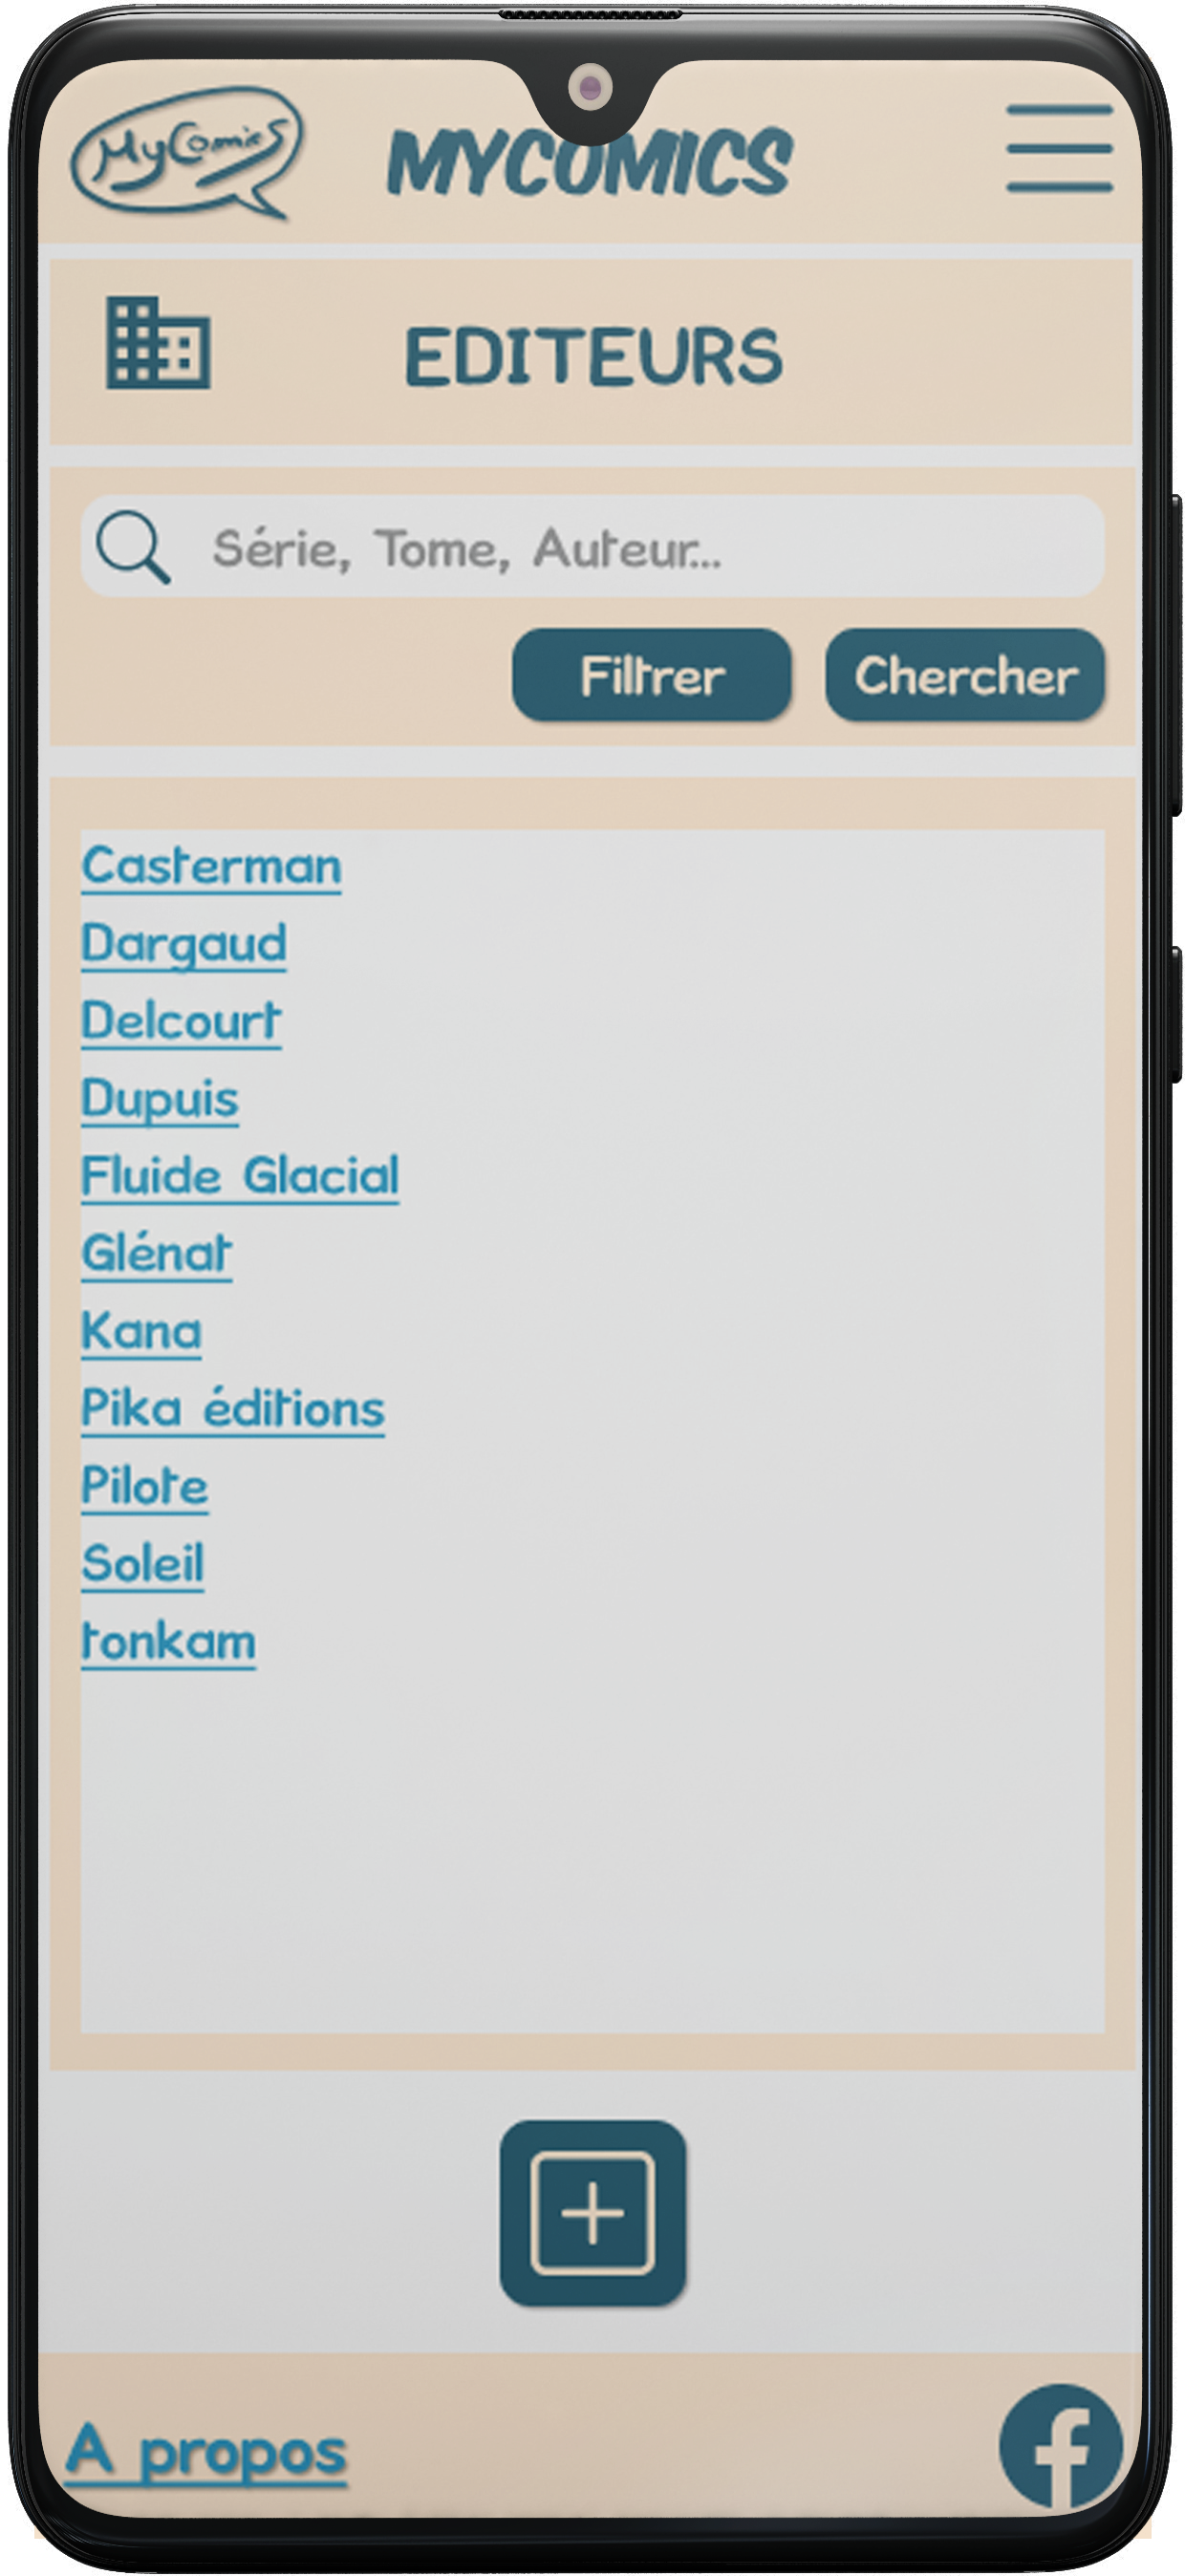 MyComics
MYCOMICS
EDITEURS
Série, Tome, Auteur...
Filtrer
Chercher
Casterman
Dargaud
Delcourt
Dupuis
Fluide Glacial
Glénat
Kana
Pika éditions
Pilote
Soleil
tonkam
A propos